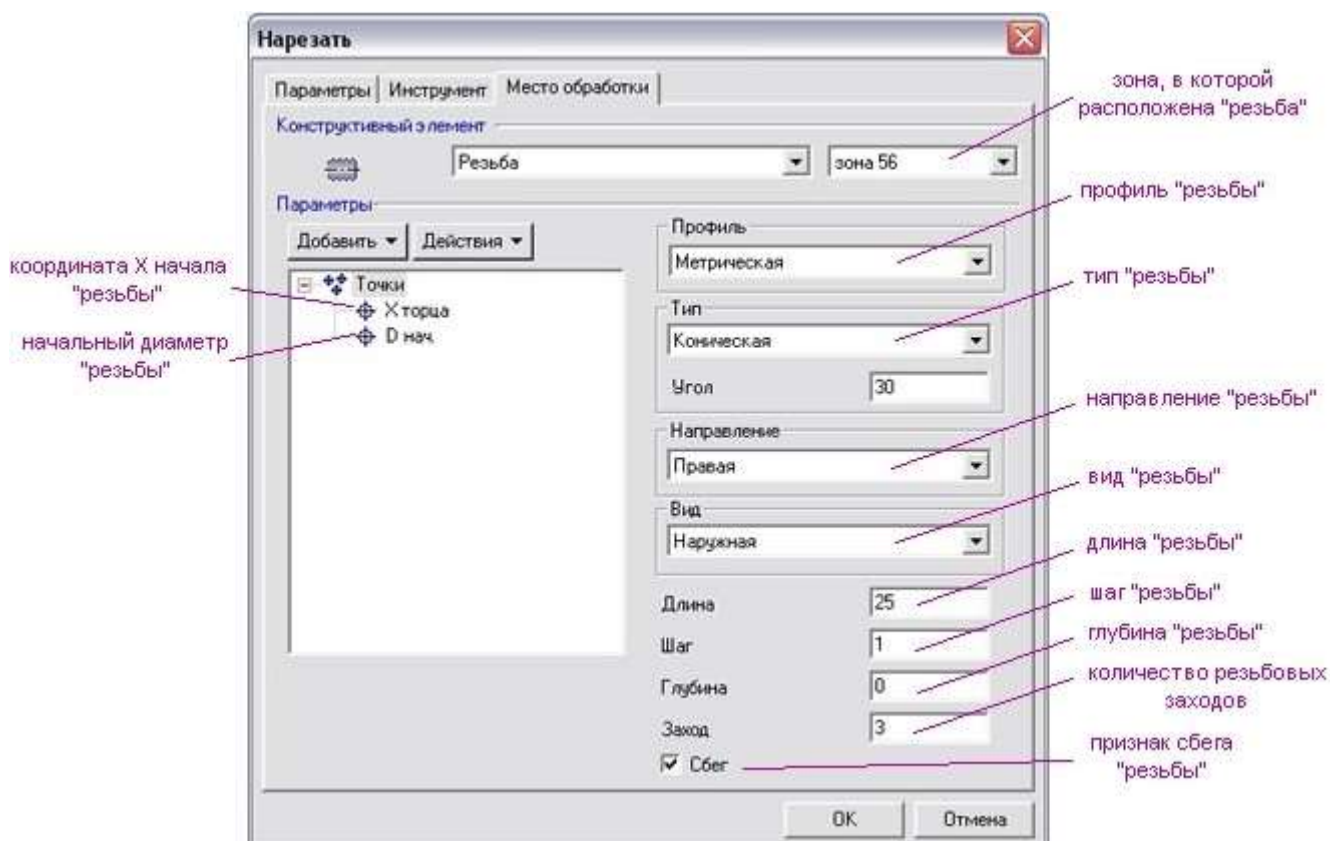 Нарезать
Параметры Инструмент Место обработки
зона, в которой
расположена "резьба"
Конструктивный элемент
Резьба зона 56
профиль "резьбы"
Параметры
Добавить Действия
Профиль
Метрическая
координата X начала
"резьбы"
Точки
X торца
D нач.
тип "резьбы"
Тип
Коническая
начальный диаметр
"резьбы"
Угол 30
направление "резьбы"
Направление
Правая
вид "резьбы"
Вид
Наружная
длина "резьбы"
Длина 25
шаг "резьбы"
Шаг 1
глубина "резьбы"
Глубина 0
количество резьбовых
заходов
Заход 3
признак сбега
"резьбы"
Сбег
OK Отмена